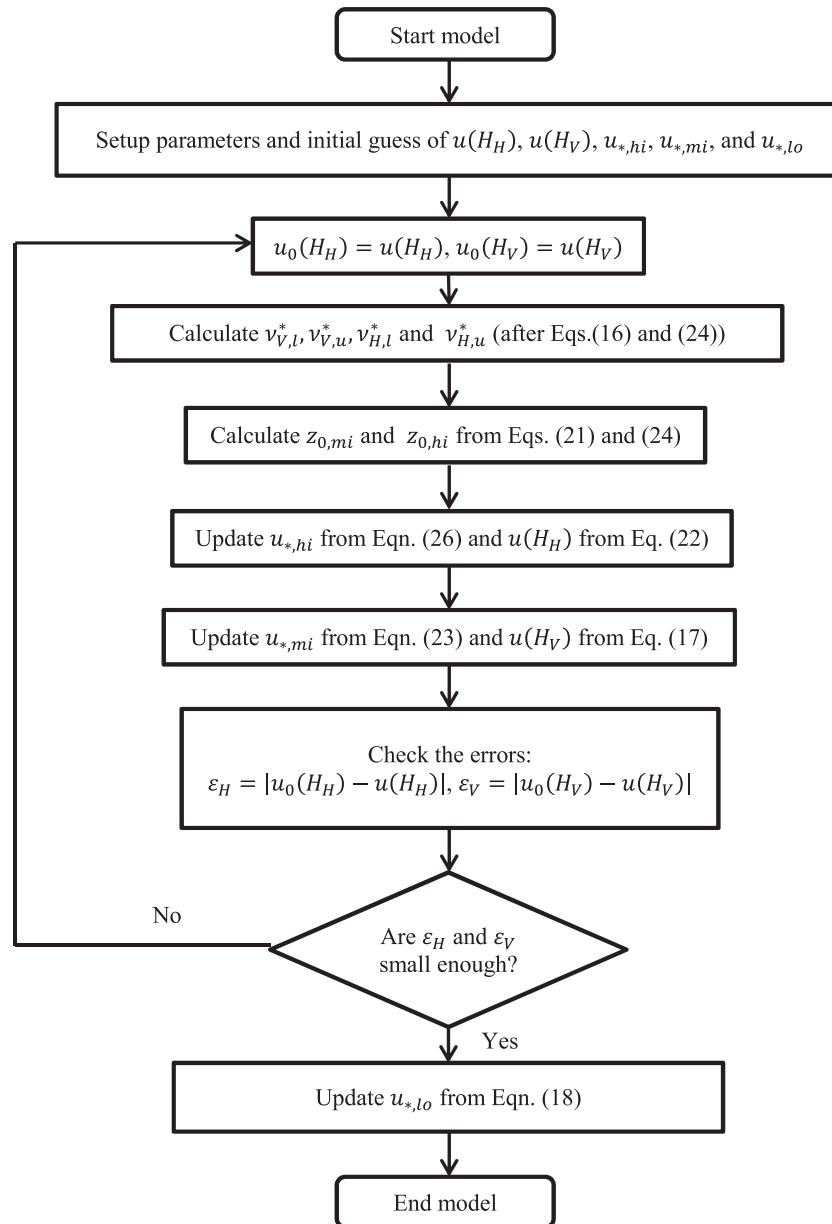 Start model
Setup parameters and initial guess of u(H_H), u(H_V), u_{*,hi}, u_{*,mi}, and u_{*,lo}
u_0(H_H) = u(H_H), u_0(H_V) = u(H_V)
Calculate ν^*_{V,l}, ν^*_{V,u}, ν^*_{H,l} and ν^*_{H,u} (after Eqs.(16) and (24))
Calculate z_{0,mi} and z_{0,hi} from Eqs. (21) and (24)
Update u_{*,hi} from Eqn. (26) and u(H_H) from Eq. (22)
Update u_{*,mi} from Eqn. (23) and u(H_V) from Eq. (17)
Check the errors:
ε_H = |u_0(H_H) − u(H_H)|, ε_V = |u_0(H_V) − u(H_V)|
No
Are ε_H and ε_V
small enough?
Yes
Update u_{*,lo} from Eqn. (18)
End model